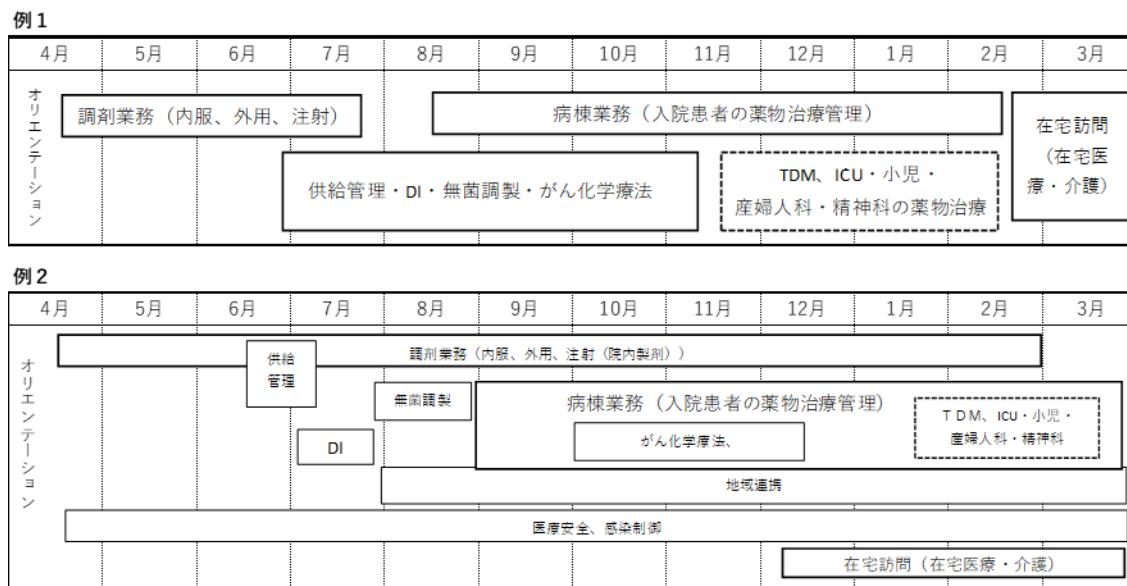 例1
4月 5月 6月 7月 8月 9月 10月 11月 12月 1月 2月 3月
オリエンテーション
調剤業務（内服、外用、注射）
病棟業務（入院患者の薬物治療管理）
在宅訪問
（在宅医
療・介護）
供給管理・DI・無菌調製・がん化学療法
TDM、ICU・小児・
産婦人科・精神科の薬物治療
例2
4月 5月 6月 7月 8月 9月 10月 11月 12月 1月 2月 3月
オリエンテーション
調剤業務（内服、外用、注射（院内製剤））
供給
管理
無菌調製
病棟業務（入院患者の薬物治療管理）
TDM、ICU・小児・
産婦人科・精神科
DI
がん化学療法、
地域連携
医療安全、感染制御
在宅訪問（在宅医療・介護）